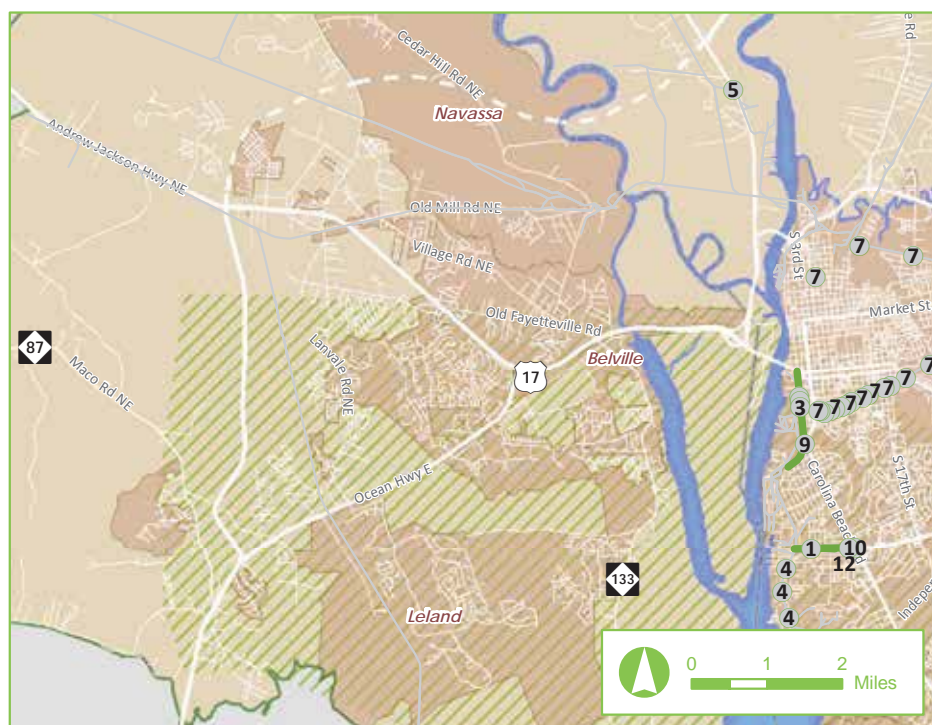 e Rd
Cedar Hill Rd NE
5
Navassa
Andrew Jackson Hwy NE
Old Mill Rd NE
S 3rd St
7
7
Village Rd NE
7
Market St
Old Fayetteville Rd
87
Lanvale Rd NE
Belville
Maco Rd NE
17
7
7
7
7
7
7
7
7
3
9
S 17th St
Ocean Hwy E
Carolina Beach Rd
1
10
12
133
4
4
4
Leland
Indepe
0 1 2
Miles